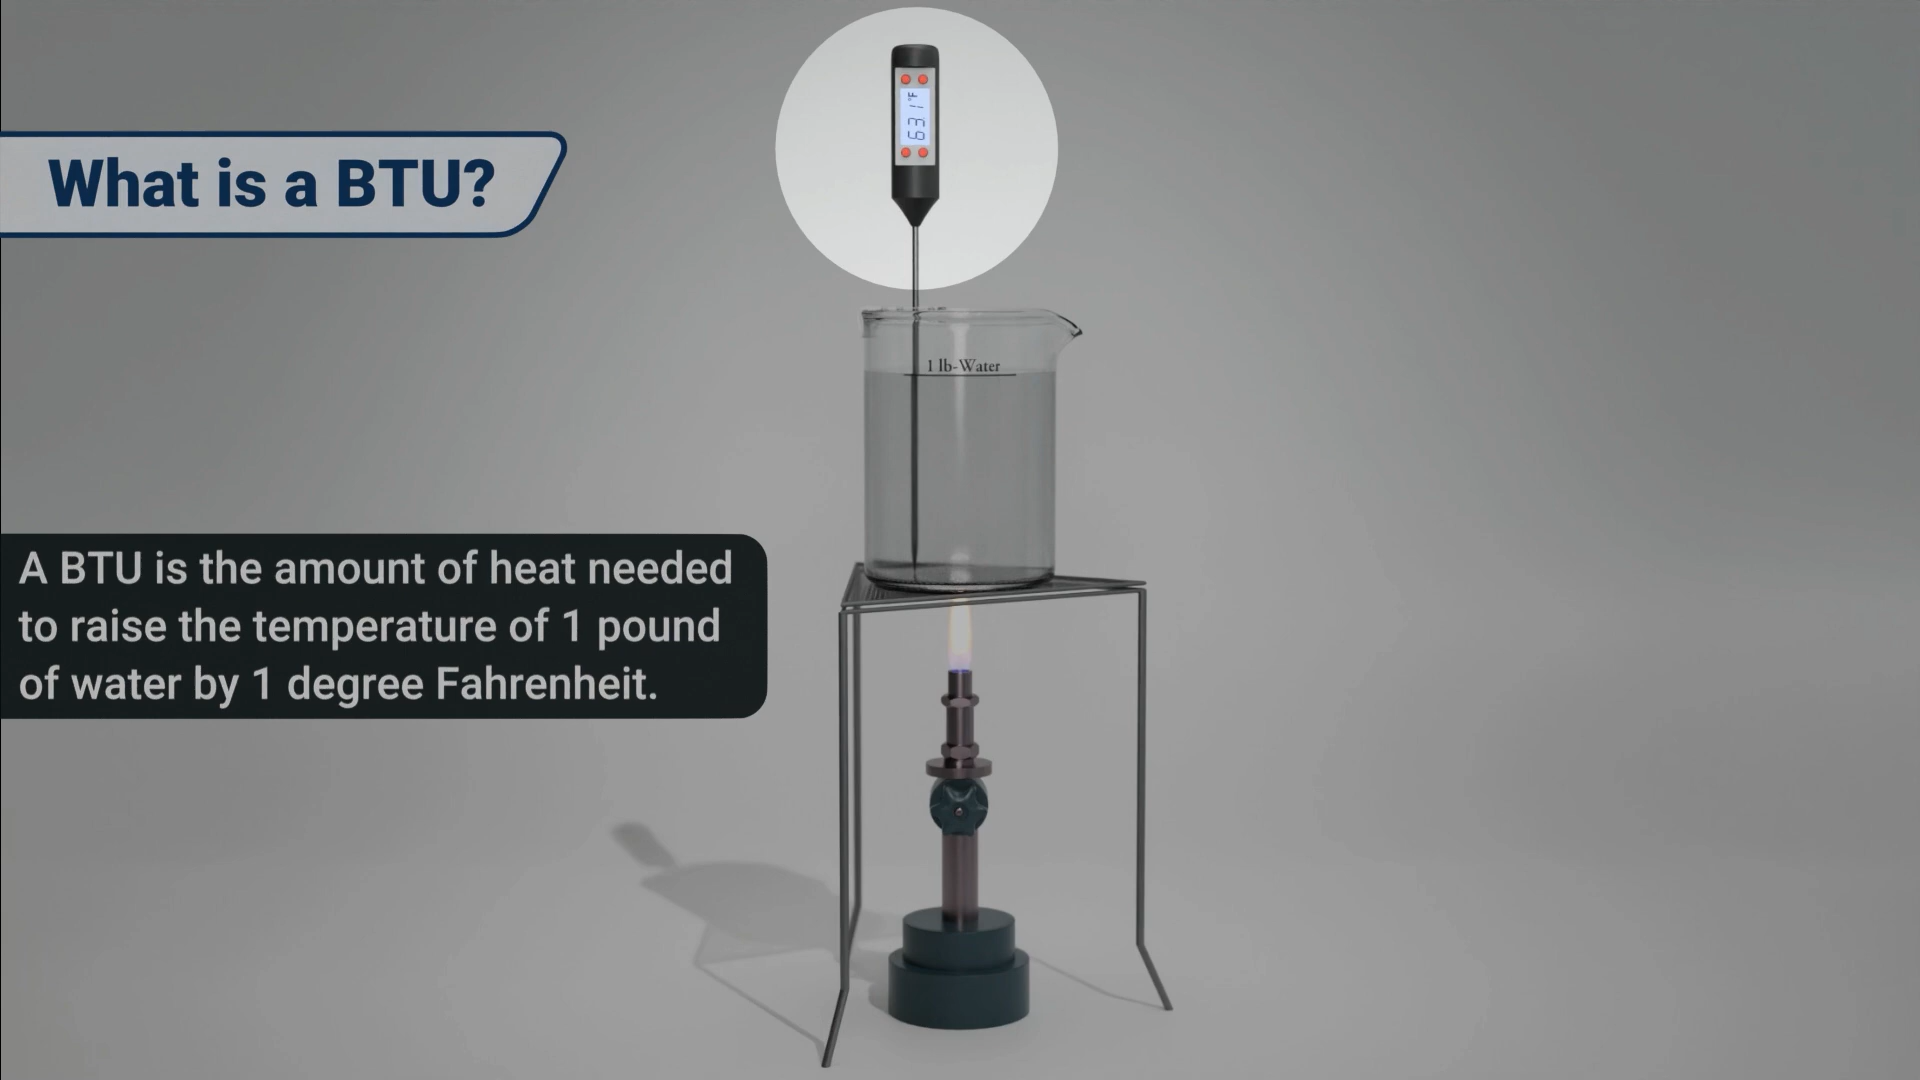 What is a BTU?
63.1 °F
1 lb-Water
A BTU is the amount of heat needed
to raise the temperature of 1 pound
of water by 1 degree Fahrenheit.